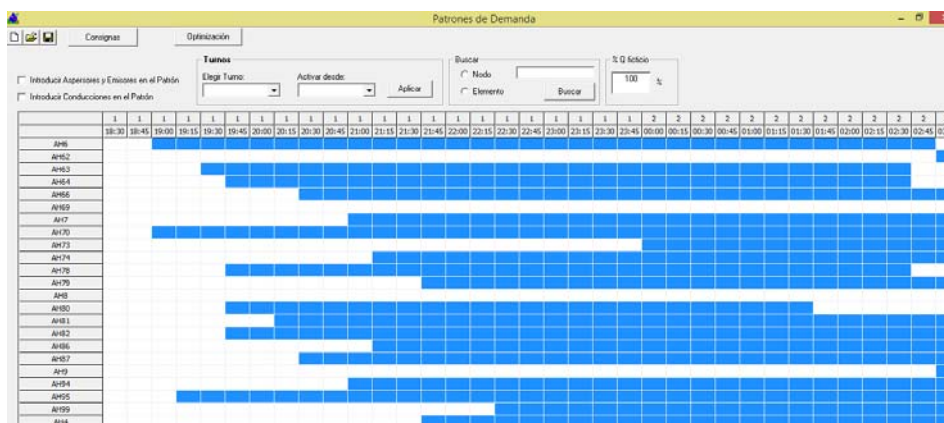 Patrones de Demanda
Consignas Optimización
Turnos Buscar % Q ficticio
Elegir Turno: Activar desde: Aplicar Nodo 100 %
Introducir Aspersores y Emisores en el Patrón
Elemento Buscar
Introducir Conducciones en el Patrón
1 1 1 1 1 1 1 1 1 1 1 1 1 1 1 1 1 1 1 1 1 1 2 2 2 2 2 2 2 2 2 2 2 2
18:30 18:45 19:00 19:15 19:30 19:45 20:00 20:15 20:30 20:45 21:00 21:15 21:30 21:45 22:00 22:15 22:30 22:45 23:00 23:15 23:30 23:45 00:00 00:15 00:30 00:45 01:00 01:15 01:30 01:45 02:00 02:15 02:30 02:45
AH6
AH62
AH63
AH64
AH66
AH69
AH7
AH70
AH73
AH74
AH78
AH79
AH8
AH80
AH81
AH82
AH86
AH87
AH9
AH94
AH95
AH99